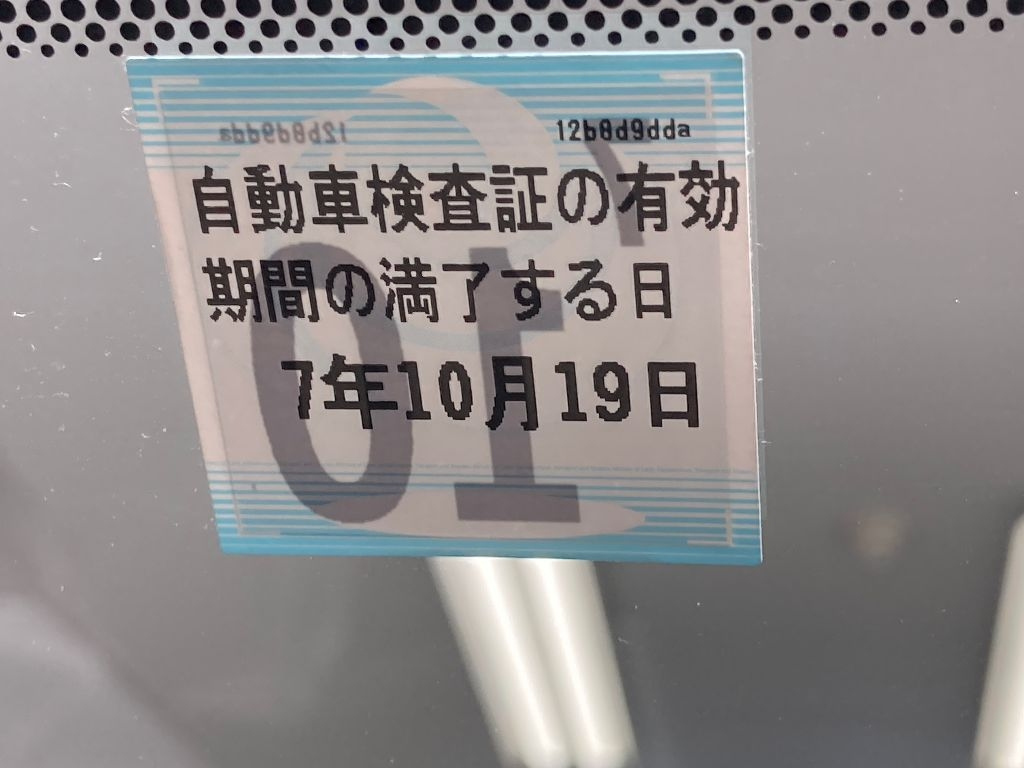 12b8d9dda
自動車検査証の有効
期間の満了する日
7年10月19日